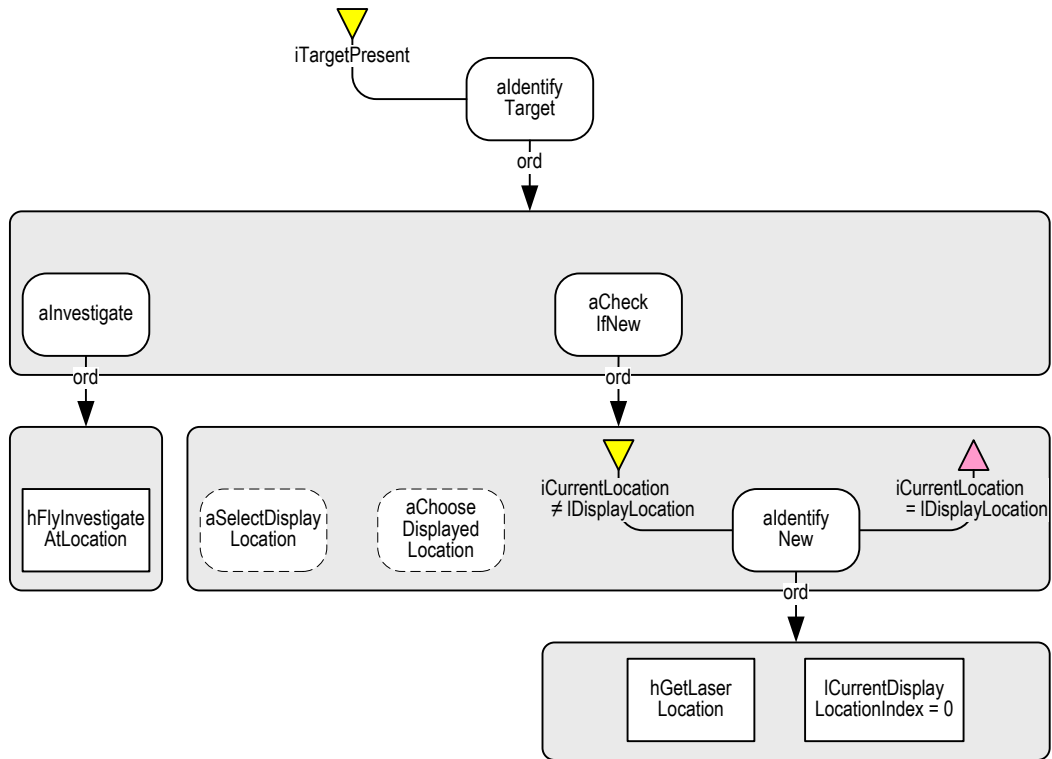 iTargetPresent
aIdentify
Target
ord
aInvestigate
aCheck
IfNew
ord
ord
hFlyInvestigate
AtLocation
aSelectDisplay
Location
aChoose
Displayed
Location
iCurrentLocation
≠ lDisplayLocation
aIdentify
New
iCurrentLocation
= lDisplayLocation
ord
hGetLaser
Location
lCurrentDisplay
LocationIndex = 0